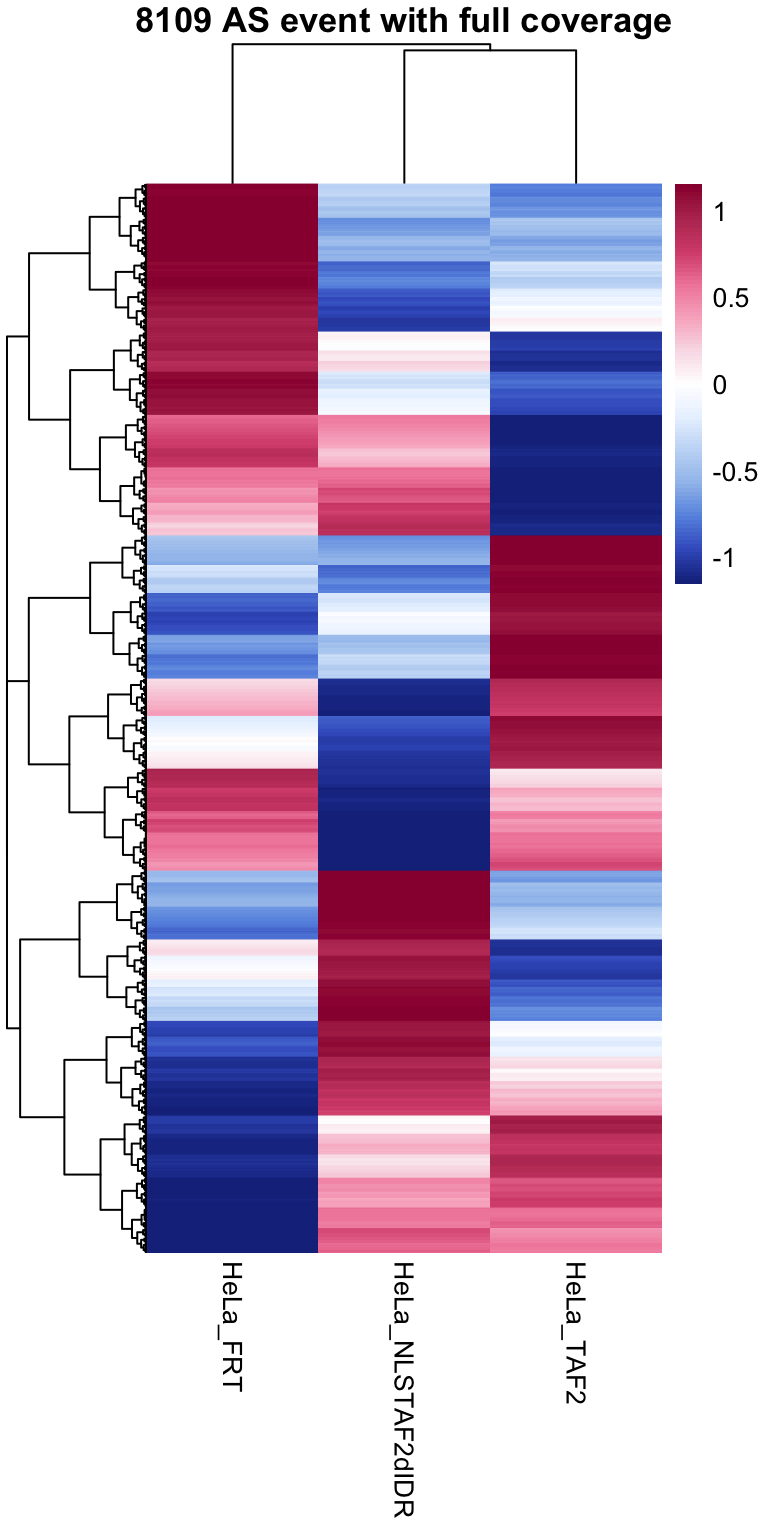 8109 AS event with full coverage
1
0.5
0
-0.5
-1
HeLa_FRT
HeLa_NLSTAF2dIDR
HeLa_TAF2